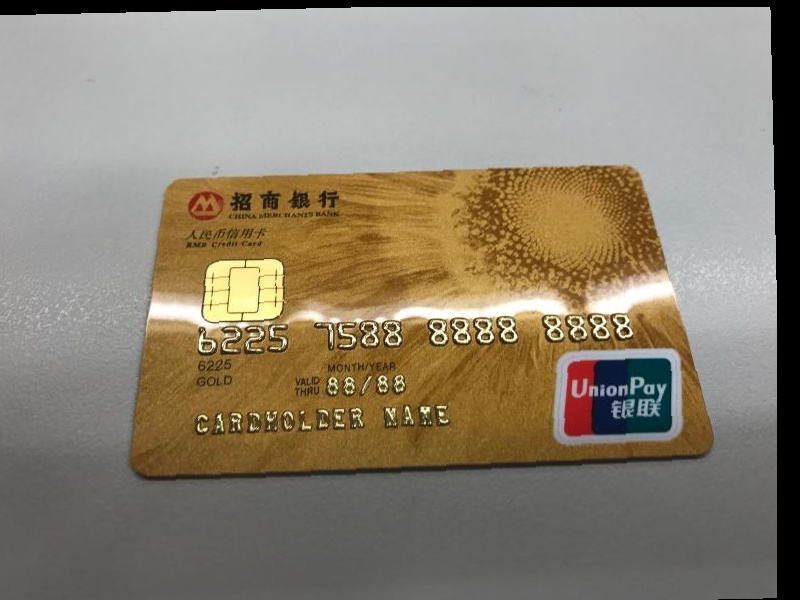 招商银行
CHINA MERCHANTS BANK
人民币信用卡
RMB Credit Card
6225 7588 8888 8888
6225
GOLD
MONTH/YEAR
VALID THRU 88/88
CARDHOLDER NAME
UnionPay
银联